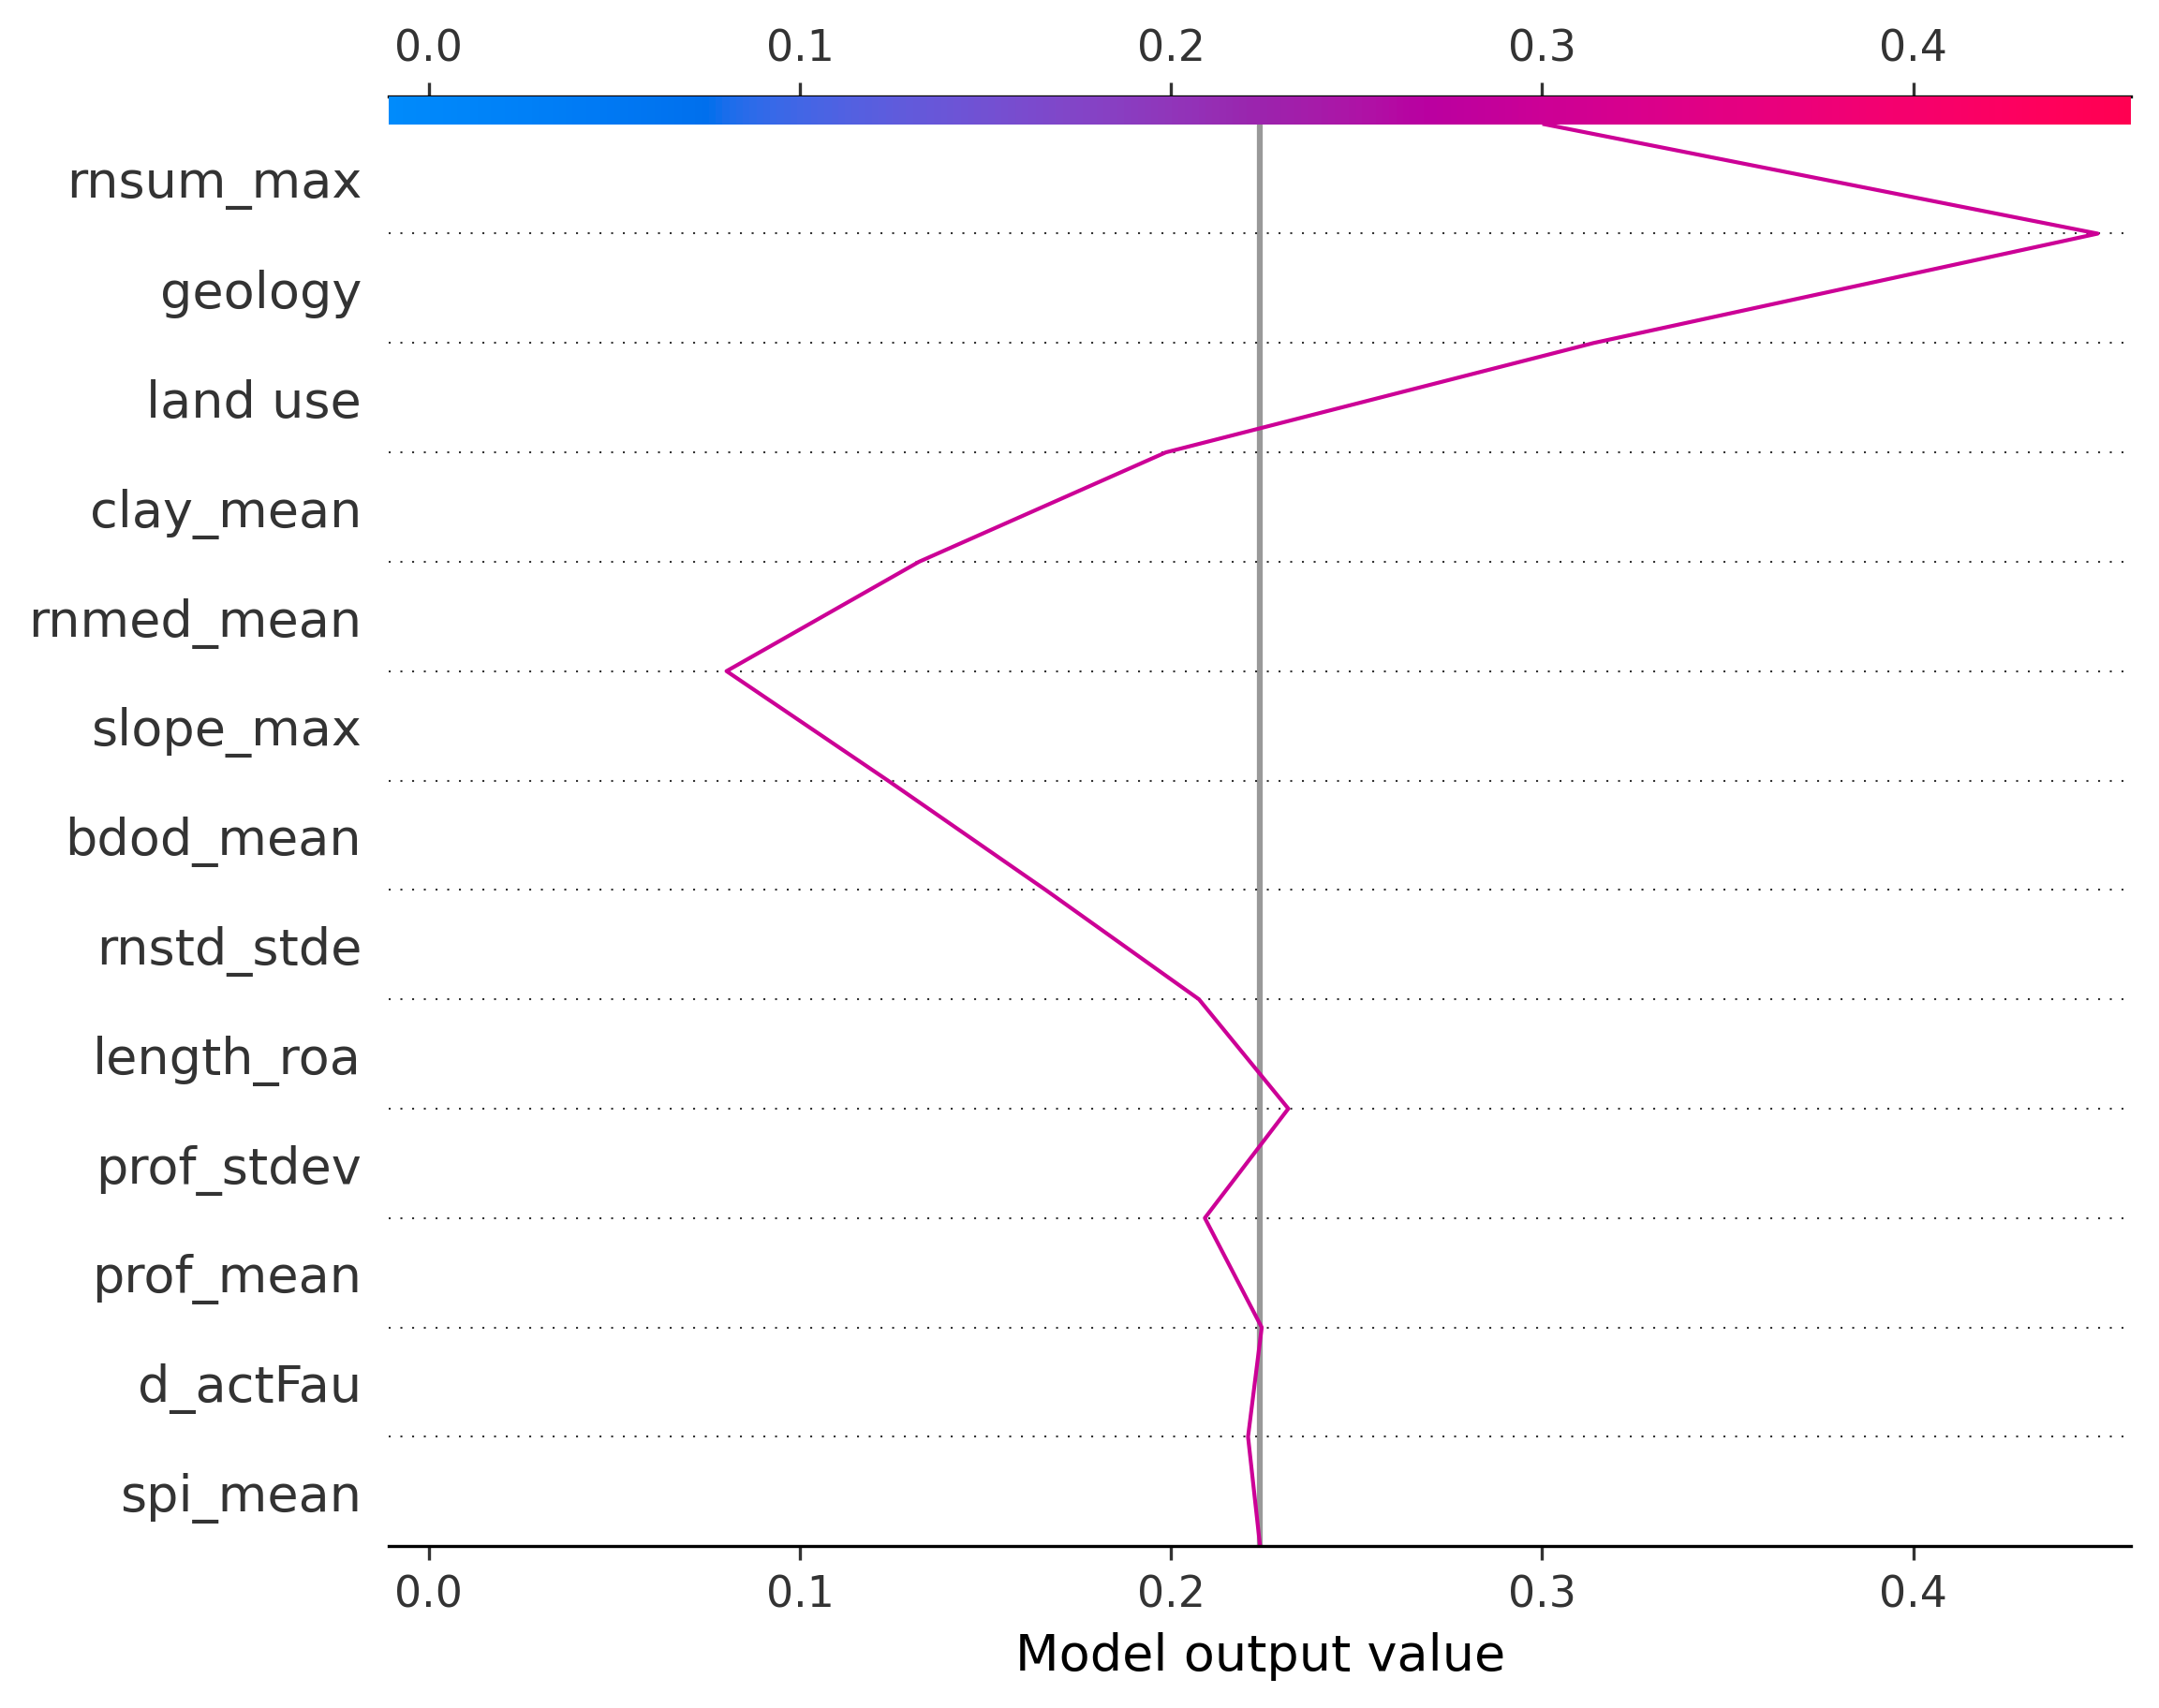 0.0 0.1 0.2 0.3 0.4
rnsum_max
geology
land use
clay_mean
rnmed_mean
slope_max
bdod_mean
rnstd_stde
length_roa
prof_stdev
prof_mean
d_actFau
spi_mean
0.0 0.1 0.2 0.3 0.4
Model output value